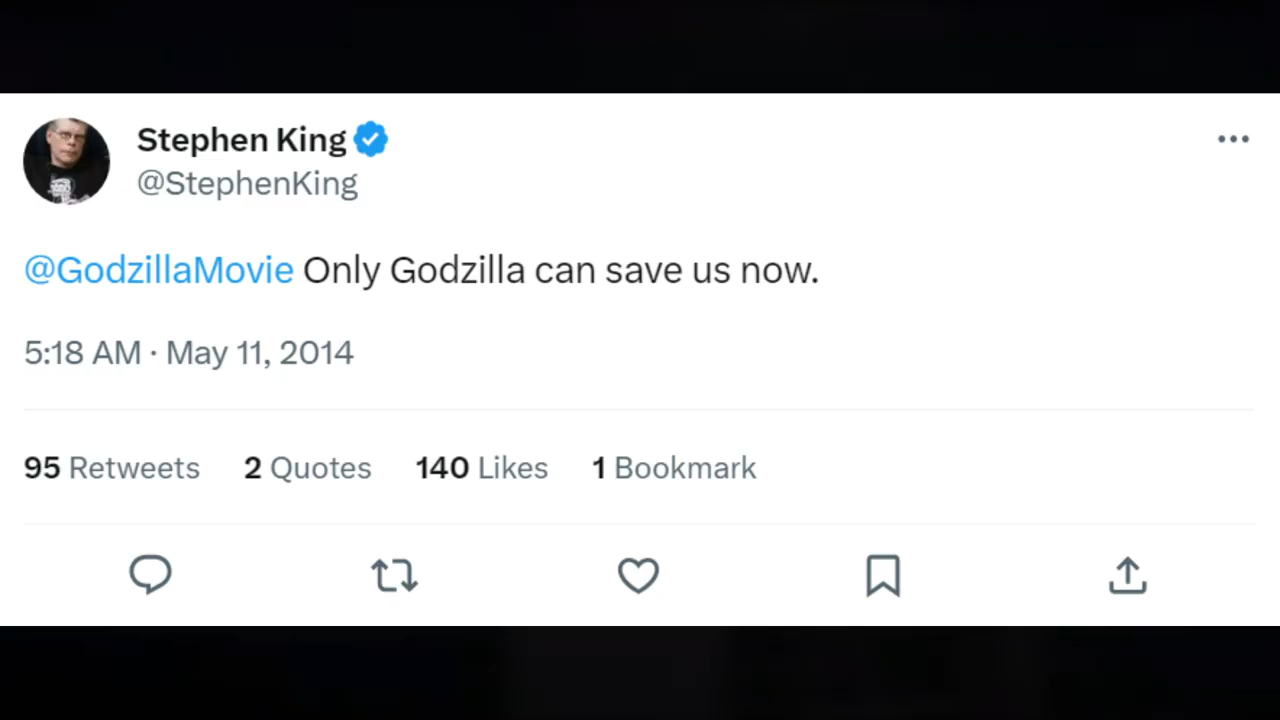 Stephen King
@StephenKing
@GodzillaMovie Only Godzilla can save us now.
5:18 AM · May 11, 2014
95 Retweets 2 Quotes 140 Likes 1 Bookmark